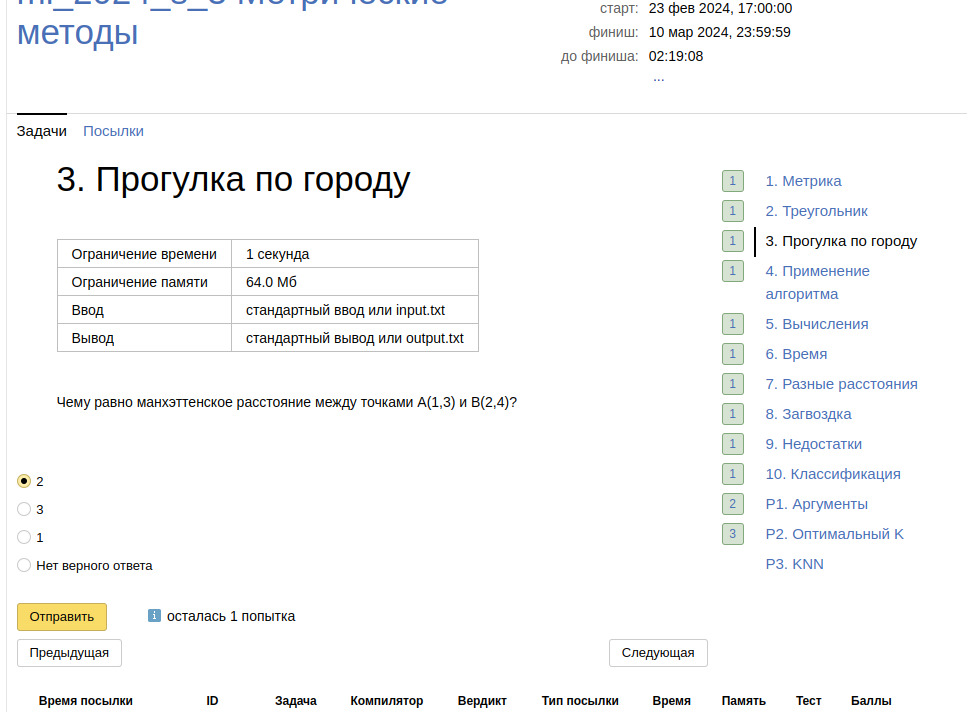 методы
старт: 23 фев 2024, 17:00:00
финиш: 10 мар 2024, 23:59:59
до финиша: 02:19:08
...
Задачи Посылки
3. Прогулка по городу
Ограничение времени 1 секунда
Ограничение памяти 64.0 Мб
Ввод стандартный ввод или input.txt
Вывод стандартный вывод или output.txt
Чему равно манхэттенское расстояние между точками A(1,3) и B(2,4)?
2
3
1
Нет верного ответа
Отправить осталась 1 попытка
Предыдущая Следующая
1 1. Метрика
1 2. Треугольник
1 3. Прогулка по городу
1 4. Применение
алгоритма
1 5. Вычисления
1 6. Время
1 7. Разные расстояния
1 8. Загвоздка
1 9. Недостатки
1 10. Классификация
2 P1. Аргументы
3 P2. Оптимальный K
P3. KNN
Время посылки ID Задача Компилятор Вердикт Тип посылки Время Память Тест Баллы